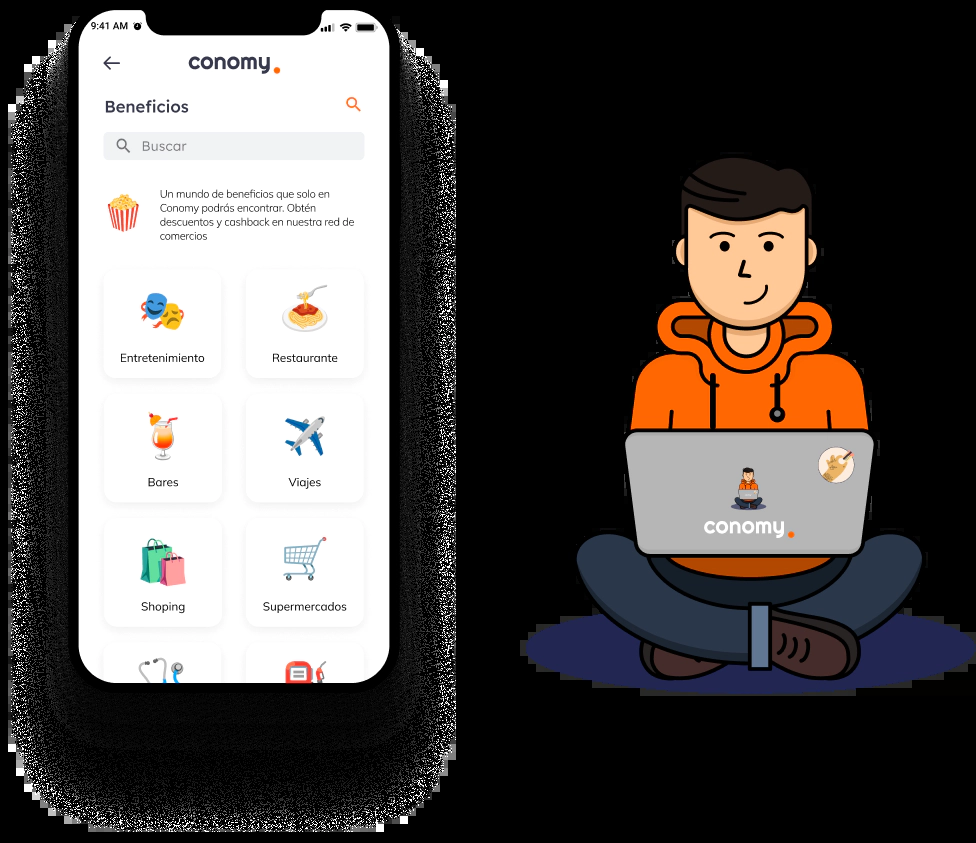 9:41 AM
conomy.
Beneficios
Buscar
Un mundo de beneficios que solo en
Conomy podrás encontrar. Obtén
descuentos y cashback en nuestra red de
comercios
Entretenimiento
Restaurante
Bares
Viajes
Shoping
Supermercados
conomy.